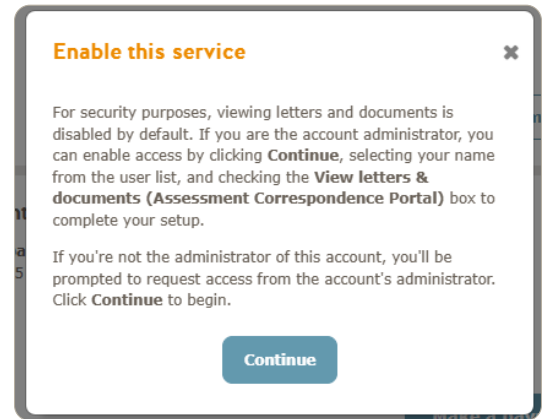 Enable this service
For security purposes, viewing letters and documents is
disabled by default. If you are the account administrator, you
can enable access by clicking Continue, selecting your name
from the user list, and checking the View letters &
documents (Assessment Correspondence Portal) box to
complete your setup.
If you're not the administrator of this account, you'll be
prompted to request access from the account's administrator.
Click Continue to begin.
Continue